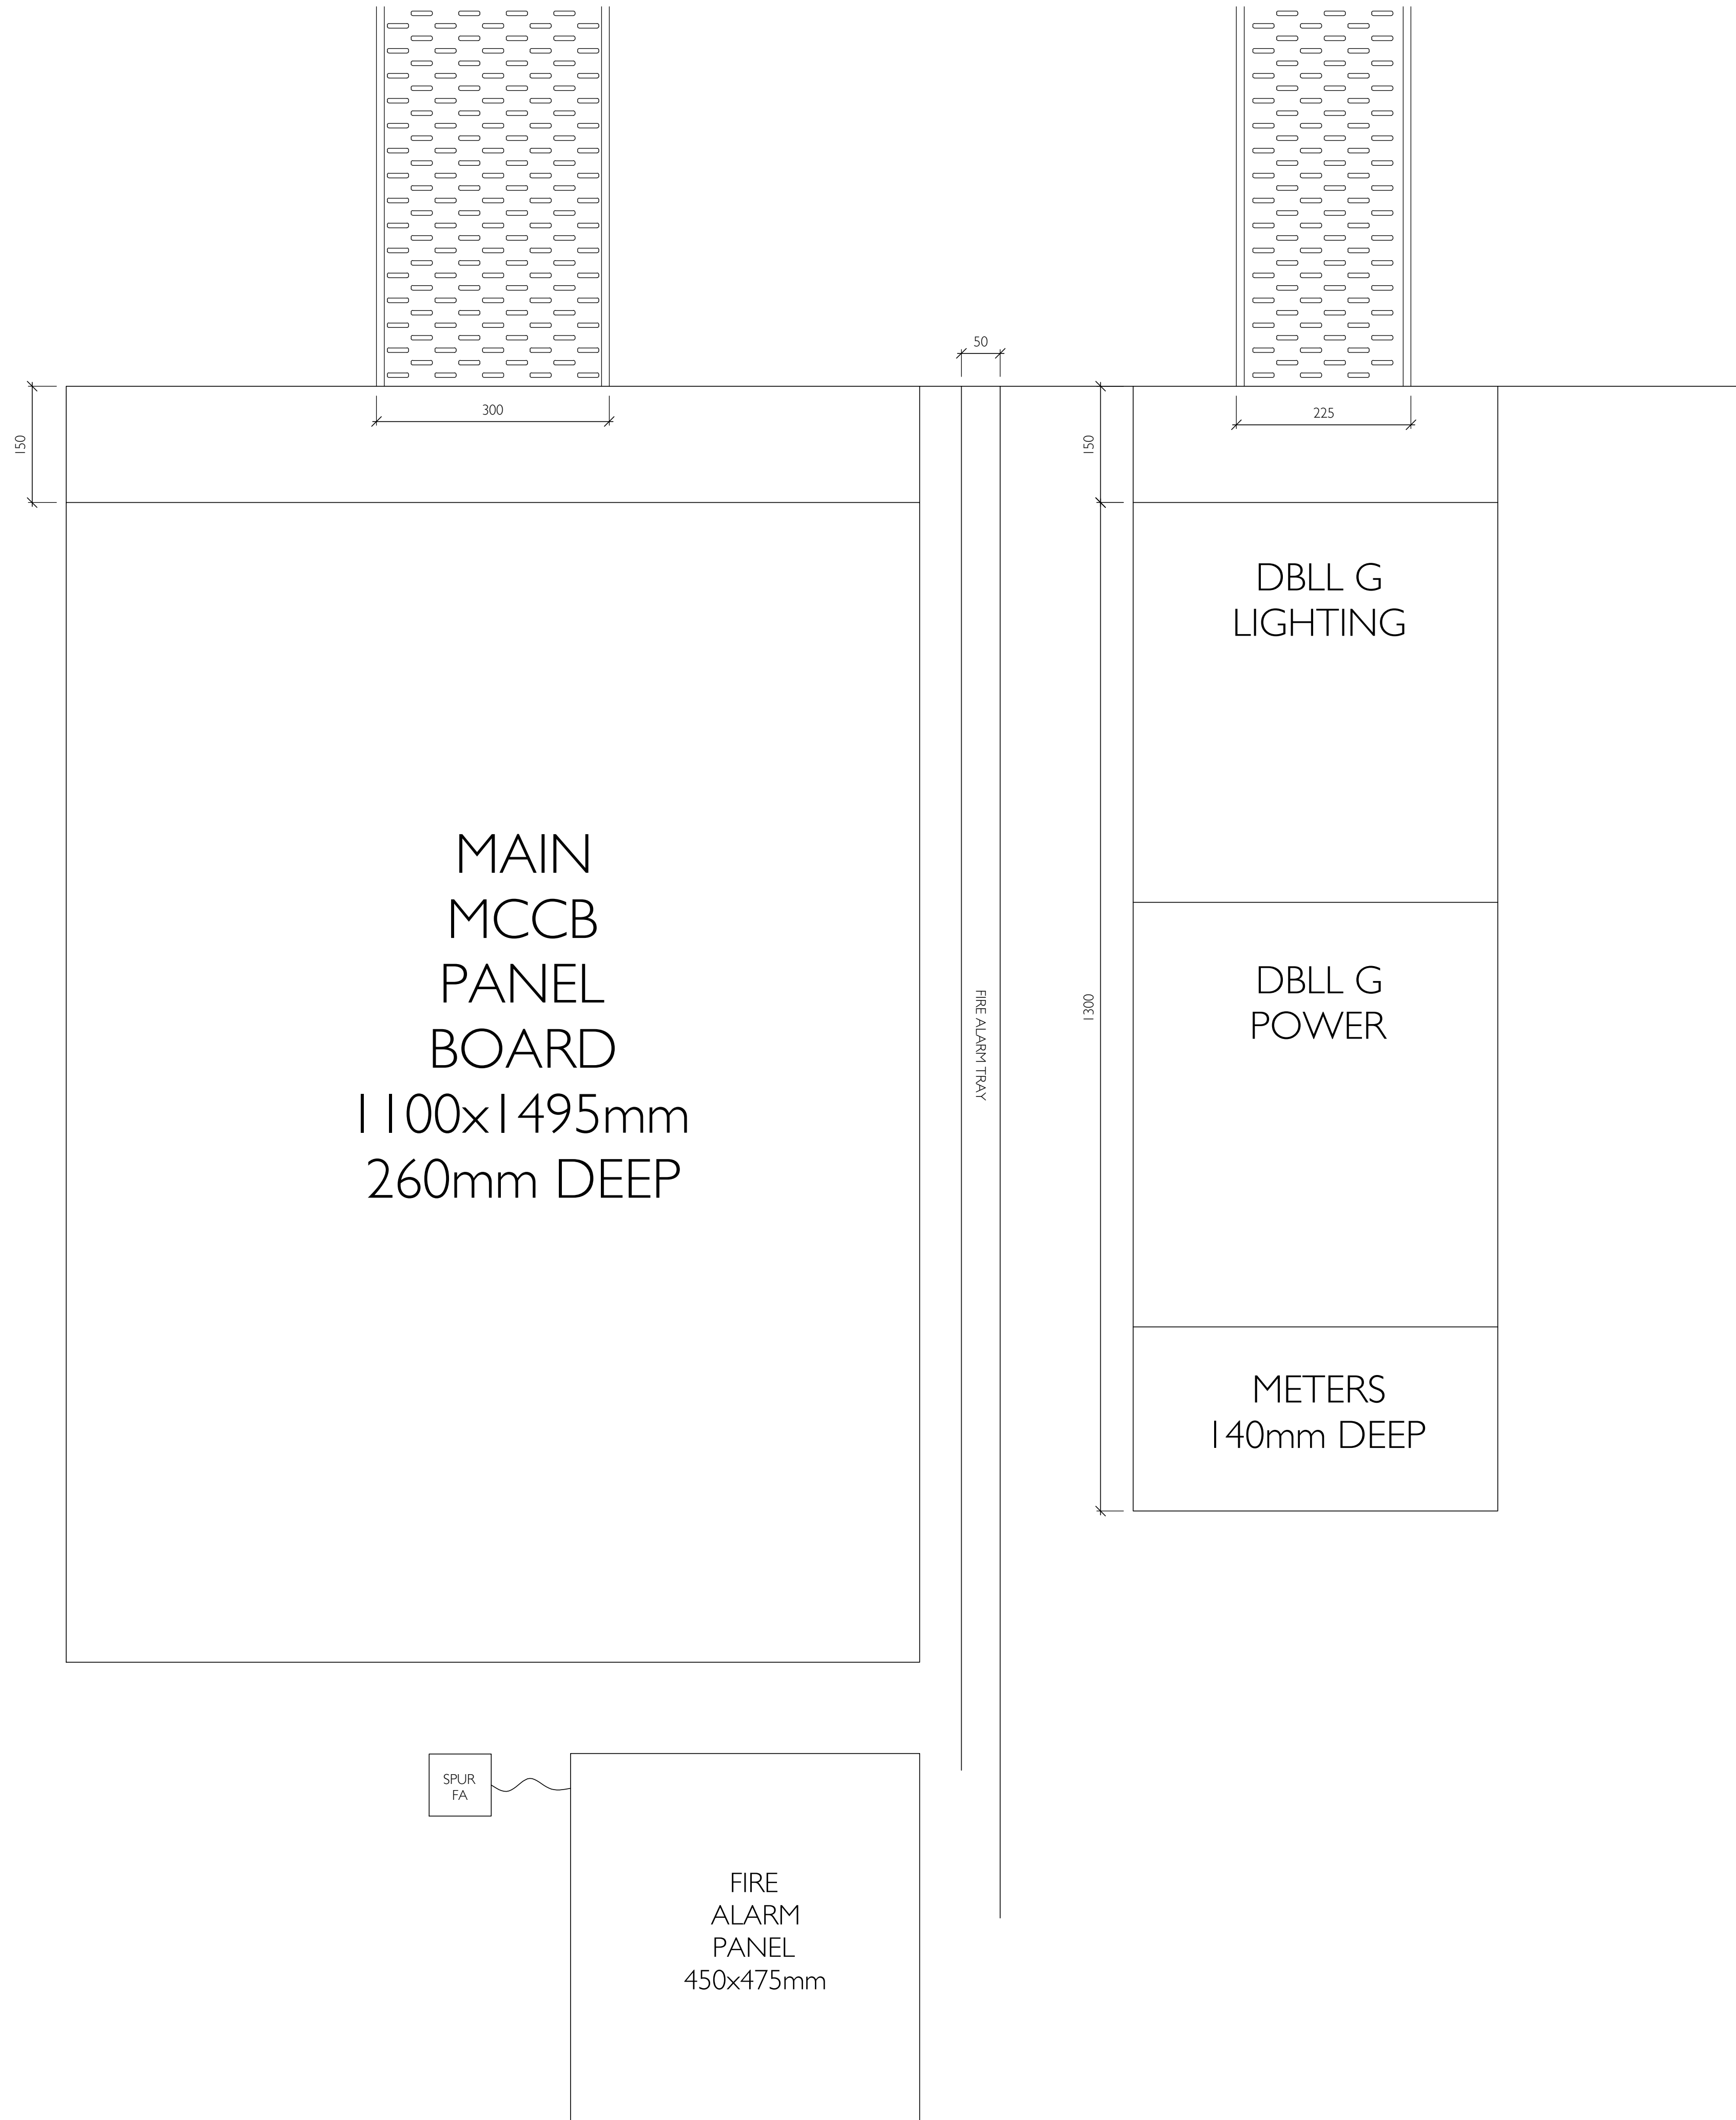 50
300
225
150
150
DBLL G
LIGHTING
MAIN
MCCB
PANEL
BOARD
1100x1495mm
260mm DEEP
FIRE ALARM TRAY
1300
DBLL G
POWER
METERS
140mm DEEP
SPUR
FA
FIRE
ALARM
PANEL
450x475mm